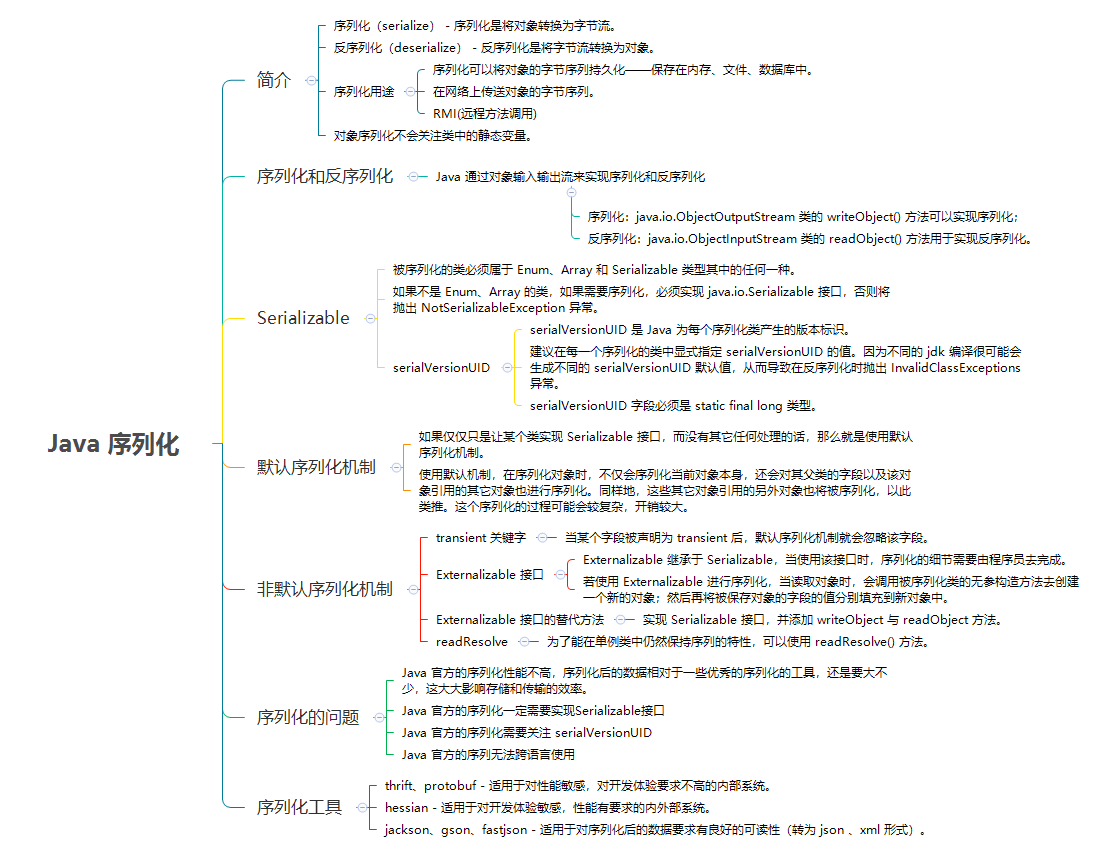 Java 序列化
简介
序列化（serialize） - 序列化是将对象转换为字节流。
反序列化（deserialize） - 反序列化是将字节流转换为对象。
序列化用途
序列化可以将对象的字节序列持久化——保存在内存、文件、数据库中。
在网络上传送对象的字节序列。
RMI(远程方法调用)
对象序列化不会关注类中的静态变量。
序列化和反序列化
Java 通过对象输入输出流来实现序列化和反序列化
序列化：java.io.ObjectOutputStream 类的 writeObject() 方法可以实现序列化；
反序列化：java.io.ObjectInputStream 类的 readObject() 方法用于实现反序列化。
Serializable
被序列化的类必须属于 Enum、Array 和 Serializable 类型其中的任何一种。
如果不是 Enum、Array 的类，如果需要序列化，必须实现 java.io.Serializable 接口，否则将
抛出 NotSerializableException 异常。
serialVersionUID
serialVersionUID 是 Java 为每个序列化类产生的版本标识。
建议在每一个序列化的类中显式指定 serialVersionUID 的值。因为不同的 jdk 编译很可能会
生成不同的 serialVersionUID 默认值，从而导致在反序列化时抛出 InvalidClassExceptions
异常。
serialVersionUID 字段必须是 static final long 类型。
默认序列化机制
如果仅仅只是让某个类实现 Serializable 接口，而没有其它任何处理的话，那么就是使用默认
序列化机制。
使用默认机制，在序列化对象时，不仅会序列化当前对象本身，还会对其父类的字段以及该对
象引用的其它对象也进行序列化。同样地，这些其它对象引用的另外对象也将被序列化，以此
类推。这个序列化的过程可能会较复杂，开销较大。
非默认序列化机制
transient 关键字
当某个字段被声明为 transient 后，默认序列化机制就会忽略该字段。
Externalizable 接口
Externalizable 继承于 Serializable，当使用该接口时，序列化的细节需要由程序员去完成。
若使用 Externalizable 进行序列化，当读取对象时，会调用被序列化类的无参构造方法去创建
一个新的对象；然后再将被保存对象的字段的值分别填充到新对象中。
Externalizable 接口的替代方法
实现 Serializable 接口，并添加 writeObject 与 readObject 方法。
readResolve
为了能在单例类中仍然保持序列的特性，可以使用 readResolve() 方法。
序列化的问题
Java 官方的序列化性能不高，序列化后的数据相对于一些优秀的序列化的工具，还是要大不
少，这大大影响存储和传输的效率。
Java 官方的序列化一定需要实现Serializable接口
Java 官方的序列化需要关注 serialVersionUID
Java 官方的序列无法跨语言使用
序列化工具
thrift、protobuf - 适用于对性能敏感，对开发体验要求不高的内部系统。
hessian - 适用于对开发体验敏感，性能有要求的内外部系统。
jackson、gson、fastjson - 适用于对序列化后的数据要求有良好的可读性（转为 json 、xml 形式）。